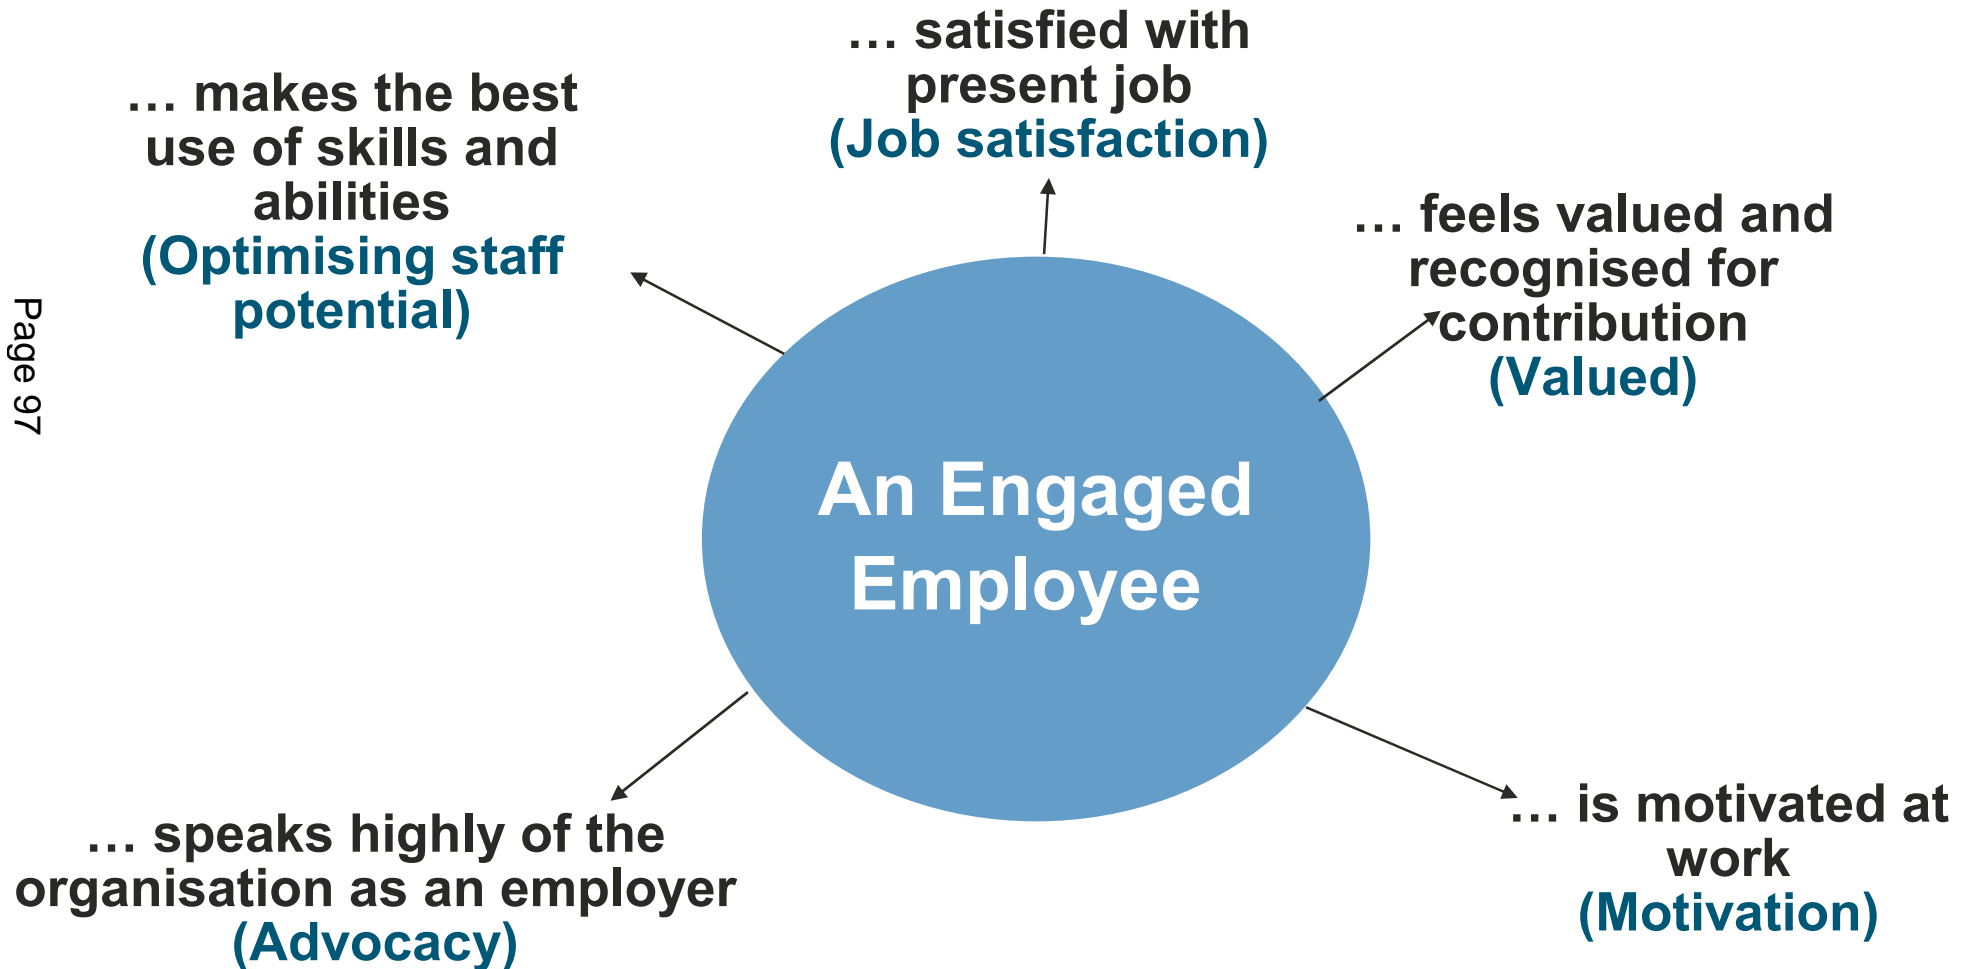 … satisfied with
present job
(Job satisfaction)
… makes the best
use of skills and
abilities
(Optimising staff
potential)
… feels valued and
recognised for
contribution
(Valued)
Page 97
An Engaged
Employee
… speaks highly of the
organisation as an employer
(Advocacy)
… is motivated at
work
(Motivation)